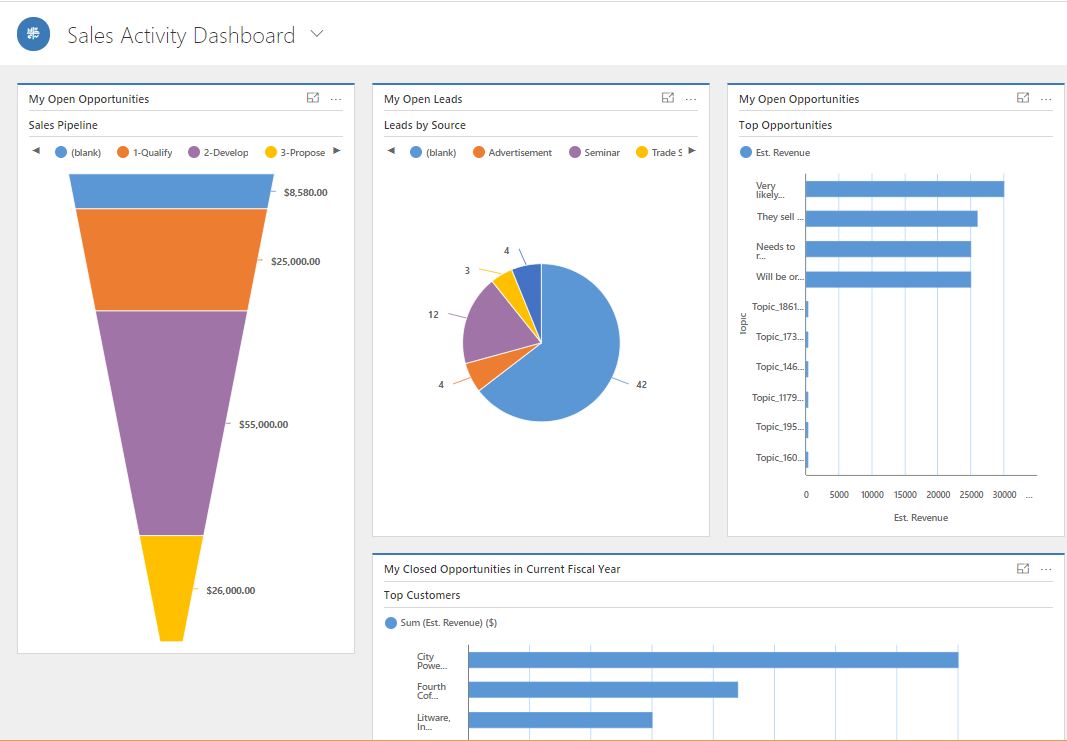 Sales Activity Dashboard
My Open Opportunities
...
Sales Pipeline
(blank)
1-Qualify
2-Develop
3-Propose
$8,580.00
$25,000.00
$55,000.00
$26,000.00
My Open Leads
...
Leads by Source
(blank)
Advertisement
Seminar
Trade S
4
3
12
4
42
My Open Opportunities
...
Top Opportunities
Est. Revenue
Topic
Very
likely...
They sell ...
Needs to
r...
Will be or...
Topic_1861...
Topic_173...
Topic_146...
Topic_1179...
Topic_195...
Topic_160...
0 5000 10000 15000 20000 25000 30000 ...
Est. Revenue
My Closed Opportunities in Current Fiscal Year
...
Top Customers
Sum (Est. Revenue) ($)
City
Powe...
Fourth
Cof...
Litware,
In...